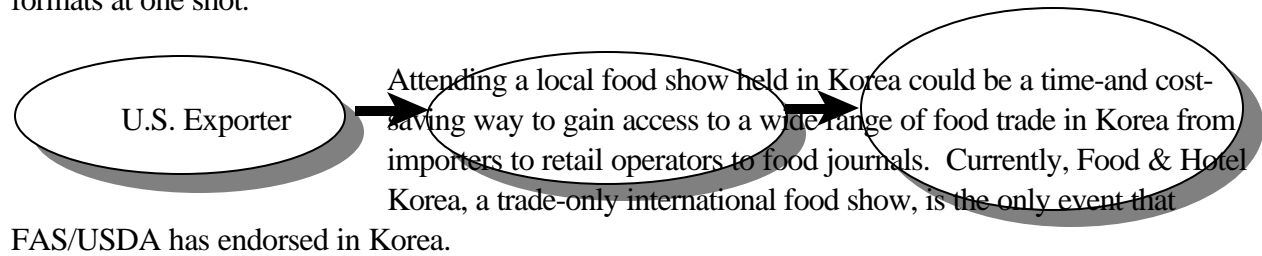 formats at one shot.
U.S. Exporter
Attending a local food show held in Korea could be a time-and cost-
saving way to gain access to a wide range of food trade in Korea from
importers to retail operators to food journals. Currently, Food & Hotel
Korea, a trade-only international food show, is the only event that
FAS/USDA has endorsed in Korea.